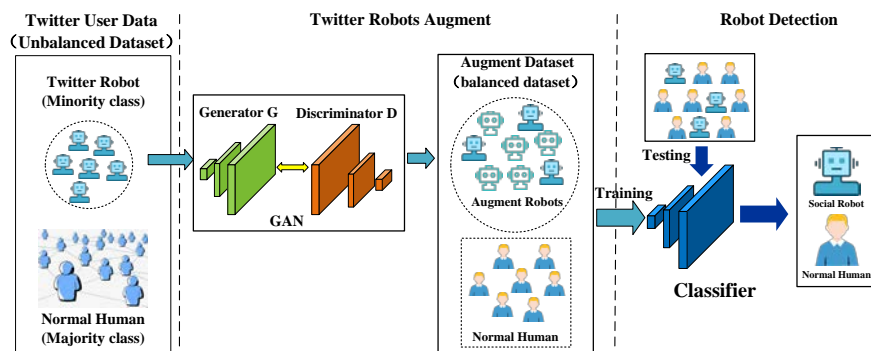 Twitter User Data
（Unbalanced Dataset）
Twitter Robot
(Minority class)
Normal Human
(Majority class)
Twitter Robots Augment
Generator G
Discriminator D
GAN
Augment Dataset
(balanced dataset)
Augment Robots
Normal Human
Robot Detection
Testing
Training
Classifier
Social Robot
Normal Human